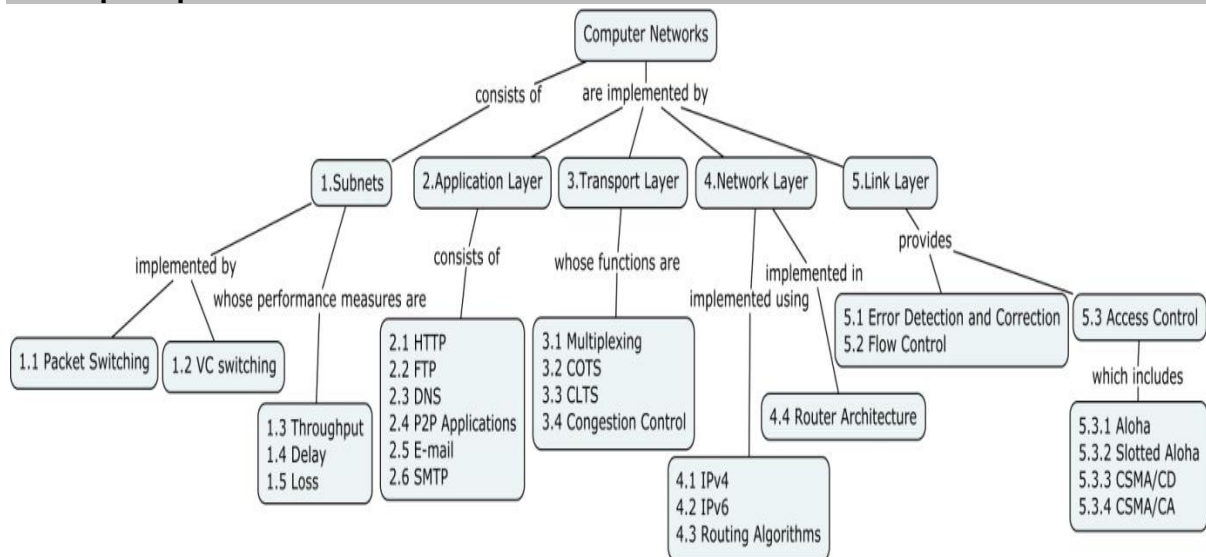 Computer Networks
consists of
are implemented by
1.Subnets
2.Application Layer
3.Transport Layer
4.Network Layer
5.Link Layer
implemented by
whose performance measures are
consists of
whose functions are
implemented using
implemented in
provides
1.1 Packet Switching
1.2 VC switching
1.3 Throughput
1.4 Delay
1.5 Loss
2.1 HTTP
2.2 FTP
2.3 DNS
2.4 P2P Applications
2.5 E-mail
2.6 SMTP
3.1 Multiplexing
3.2 COTS
3.3 CLTS
3.4 Congestion Control
4.1 IPv4
4.2 IPv6
4.3 Routing Algorithms
4.4 Router Architecture
5.1 Error Detection and Correction
5.2 Flow Control
5.3 Access Control
which includes
5.3.1 Aloha
5.3.2 Slotted Aloha
5.3.3 CSMA/CD
5.3.4 CSMA/CA